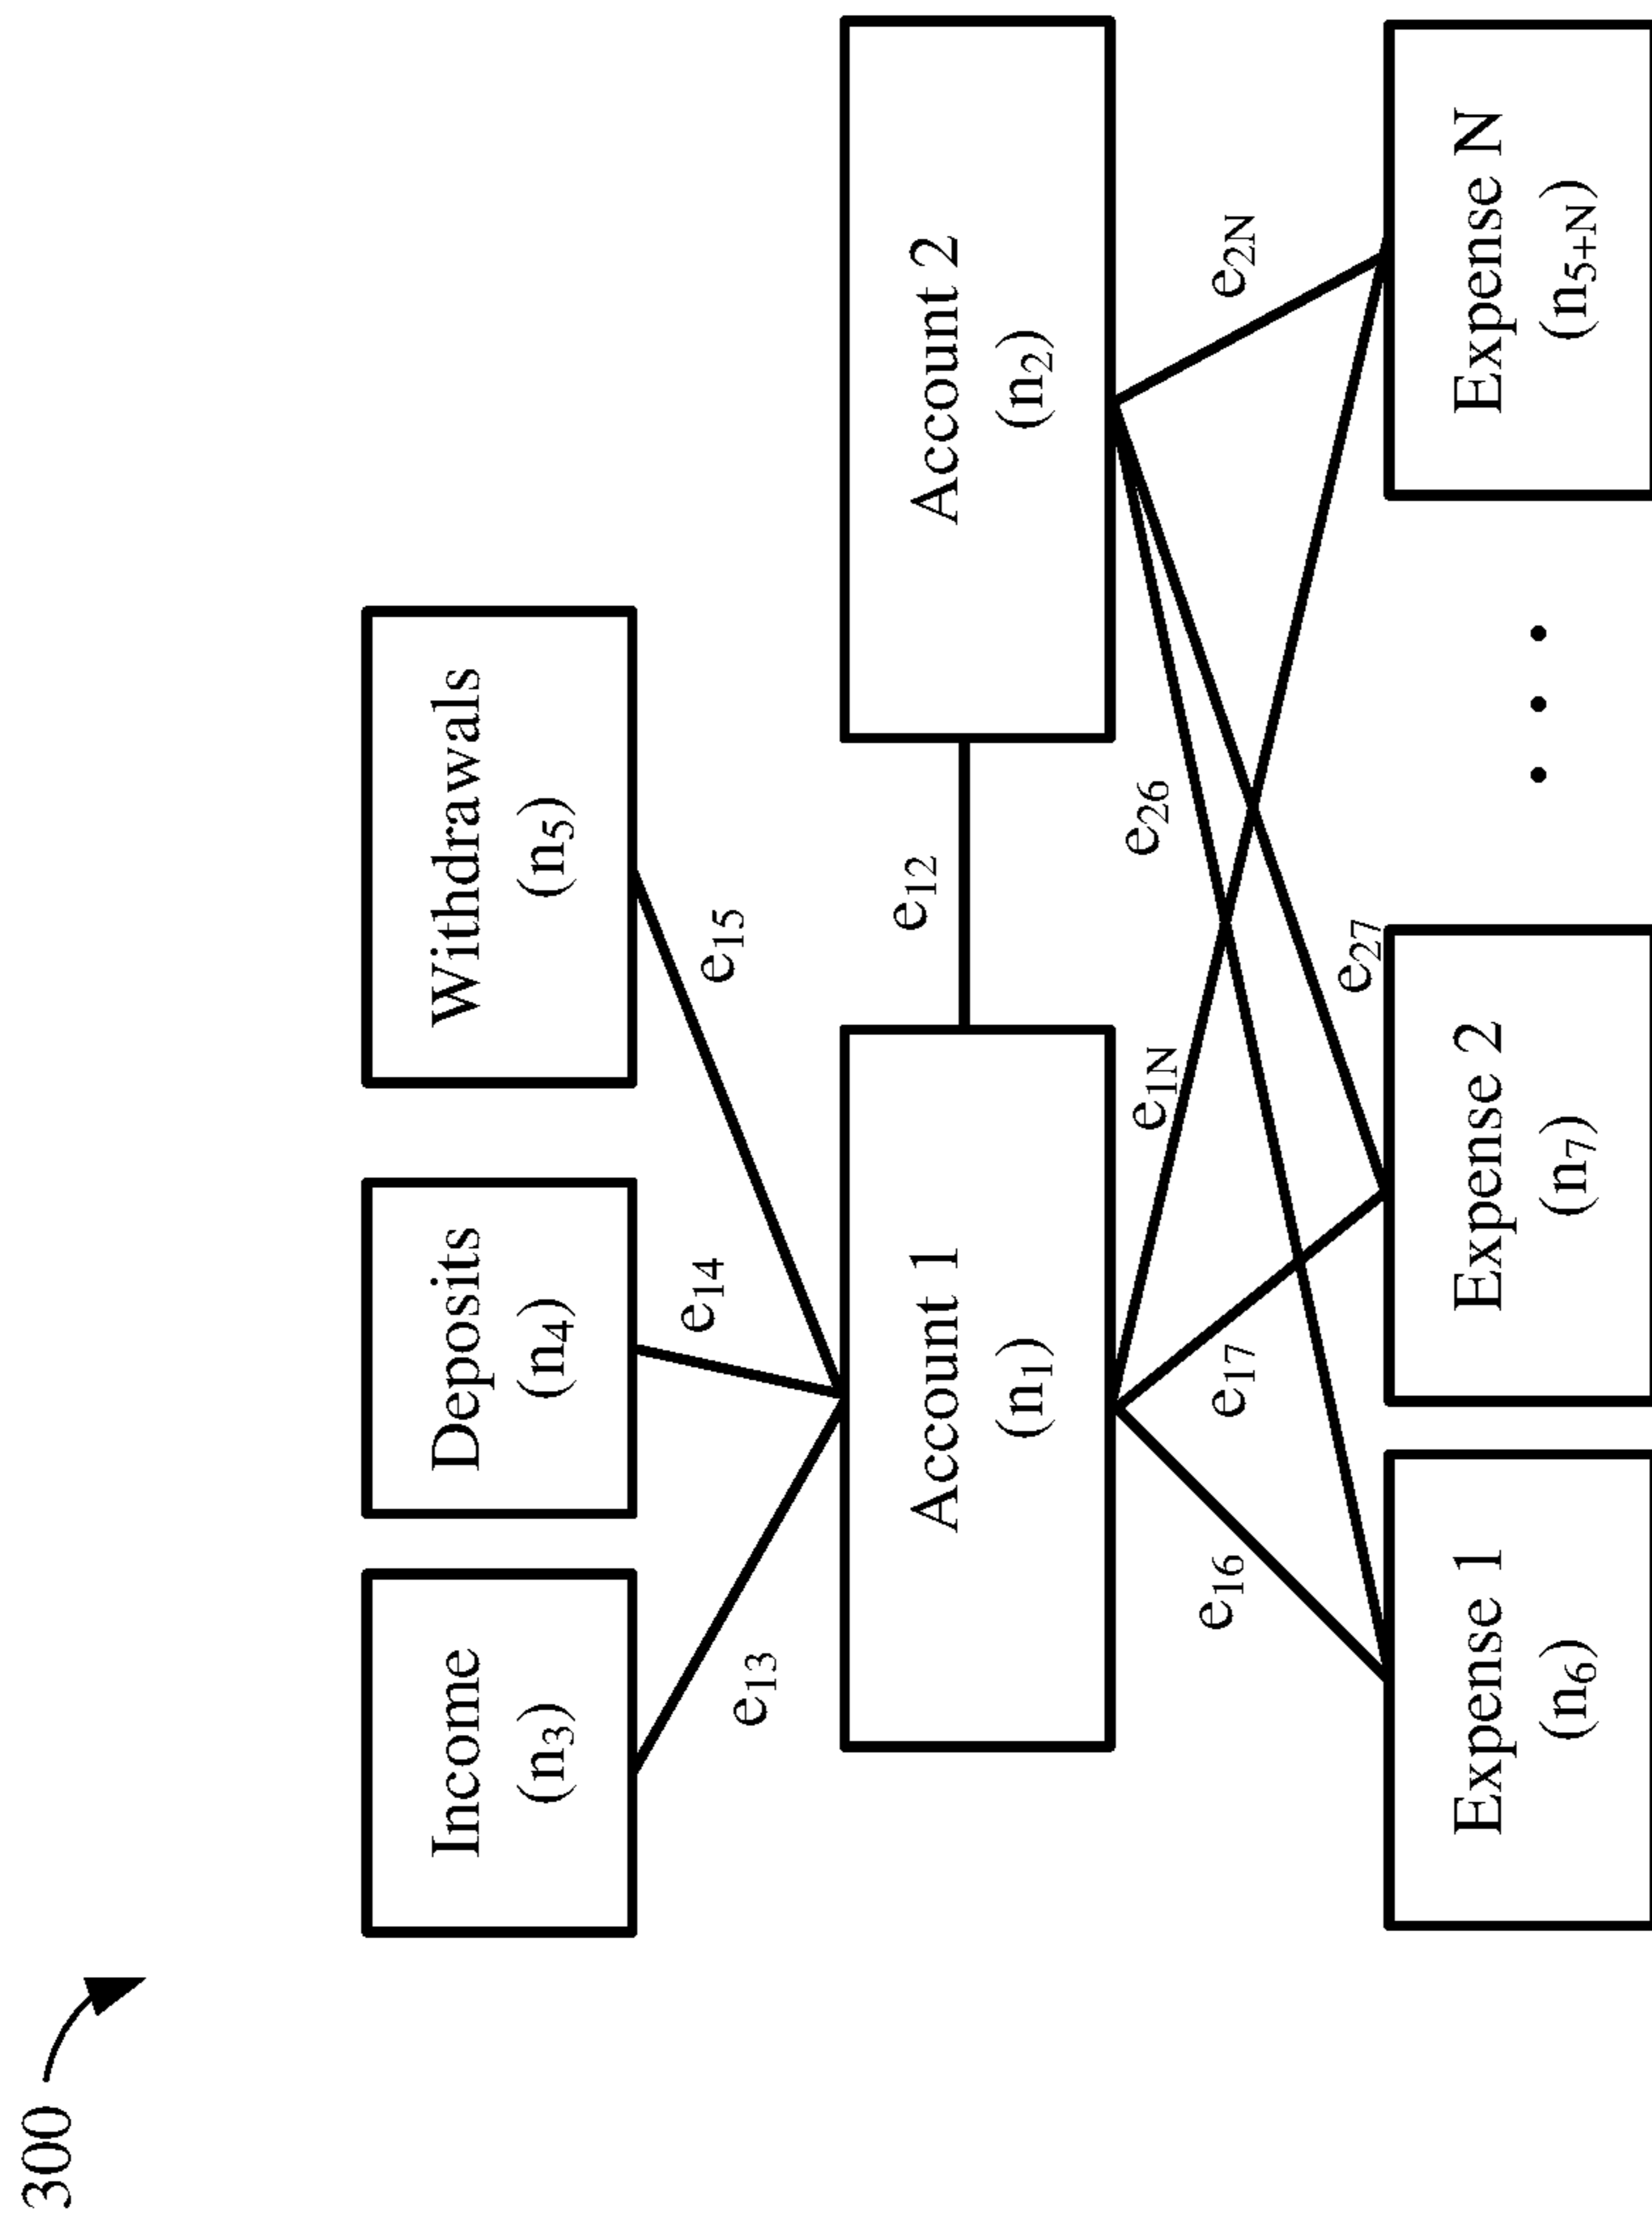 300
Income
(n3)
Deposits
(n4)
Withdrawals
(n5)
e13
e14
e15
Account 1
(n1)
e12
Account 2
(n2)
e16
e17
e1N
e26
e27
e2N
Expense 1
(n6)
Expense 2
(n7)
• • •
Expense N
(n5+N)